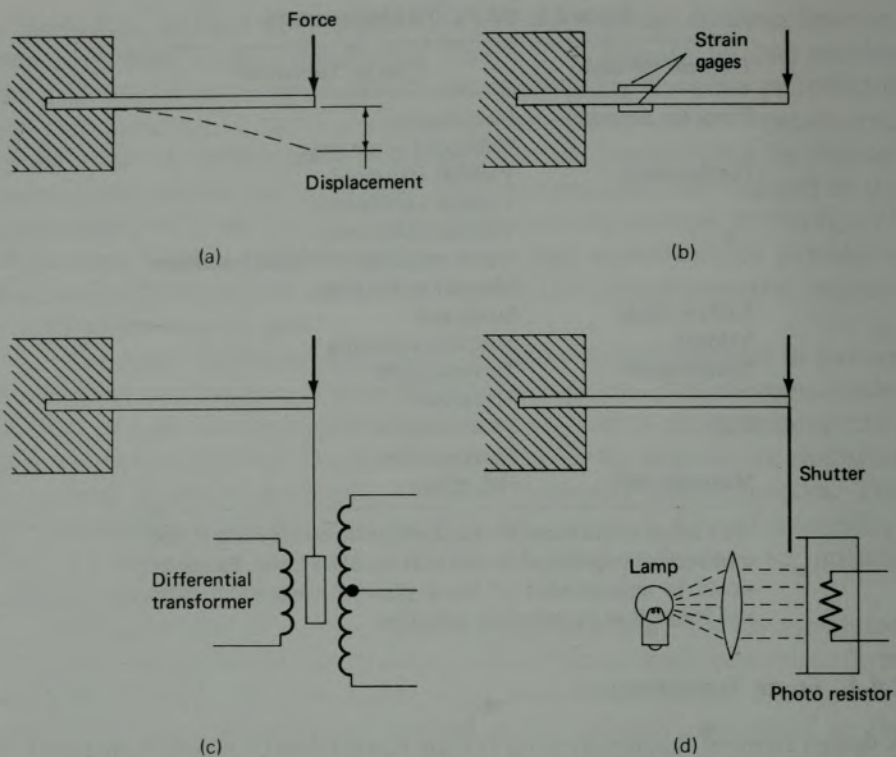 Force
Displacement
(a)
Strain
gages
(b)
Differential
transformer
(c)
Shutter
Lamp
Photo resistor
(d)